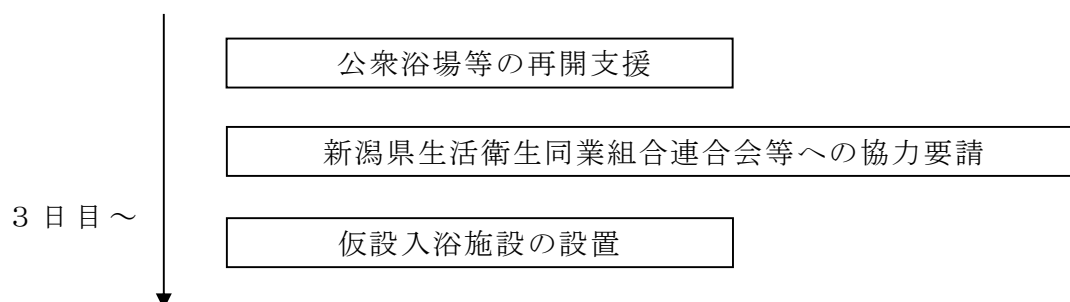 公衆浴場等の再開支援
新潟県生活衛生同業組合連合会等への協力要請
３日目～
仮設入浴施設の設置